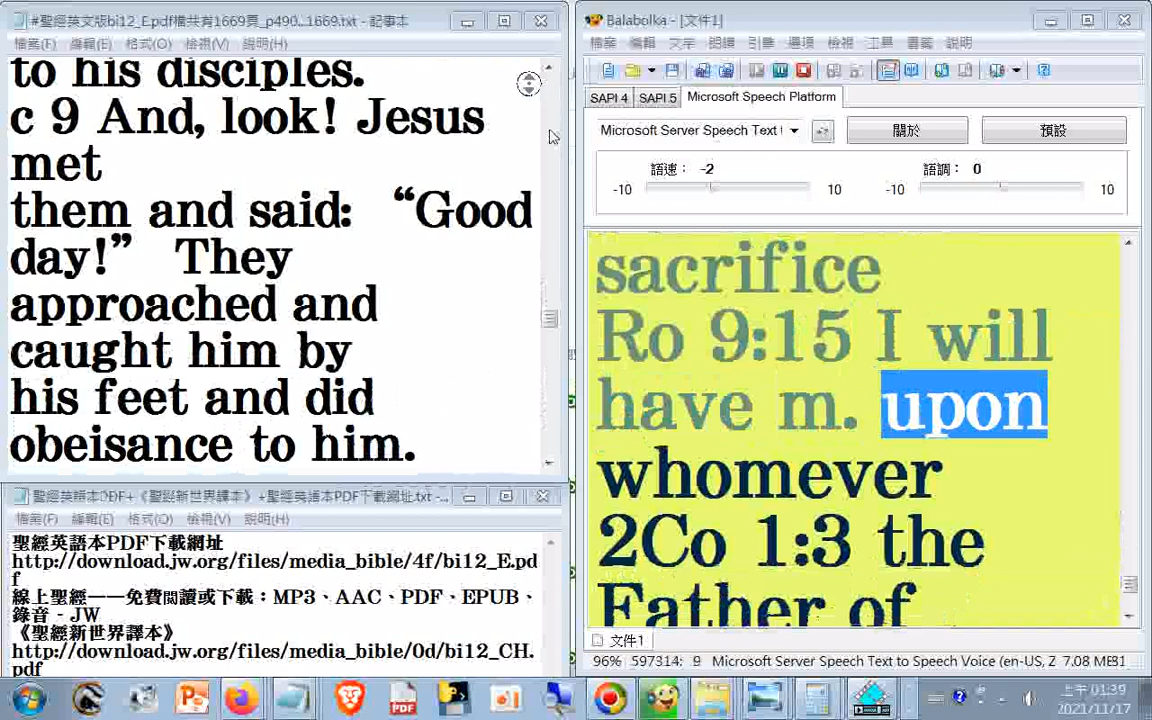 #聖經英文版bi12_E.pdf檔共有1669頁_p490...1669.txt - 記事本
檔案(F) 編輯(E) 格式(O) 檢視(V) 說明(H)
to his disciples.
c 9 And, look! Jesus
met
them and said: “Good
day!” They
approached and
caught him by
his feet and did
obeisance to him.
聖經英語本PDF+《聖經新世界譯本》+聖經英語本PDF下載網址.txt - ...
檔案(F) 編輯(E) 格式(O) 檢視(V) 說明(H)
聖經英語本PDF下載網址
http://download.jw.org/files/media_bible/4f/bi12_E.pd
f
線上聖經——免費閱讀或下載：MP3、AAC、PDF、EPUB、
錄音 - JW
《聖經新世界譯本》
http://download.jw.org/files/media_bible/0d/bi12_CH.
pdf
Balabolka - [文件1]
檔案 編輯 文字 朗讀 引擎 選項 檢視 工具 書籤 說明
SAPI 4 SAPI 5 Microsoft Speech Platform
Microsoft Server Speech Text 關於 預設
語速： -2 語調： 0
-10 10 -10 10
sacrifice
Ro 9:15 I will
have m. upon
whomever
2Co 1:3 the
Father of
文件1
96% 597314: 9 Microsoft Server Speech Text to Speech Voice (en-US, Z 7.08 MB
上午 01:39
2021/11/17